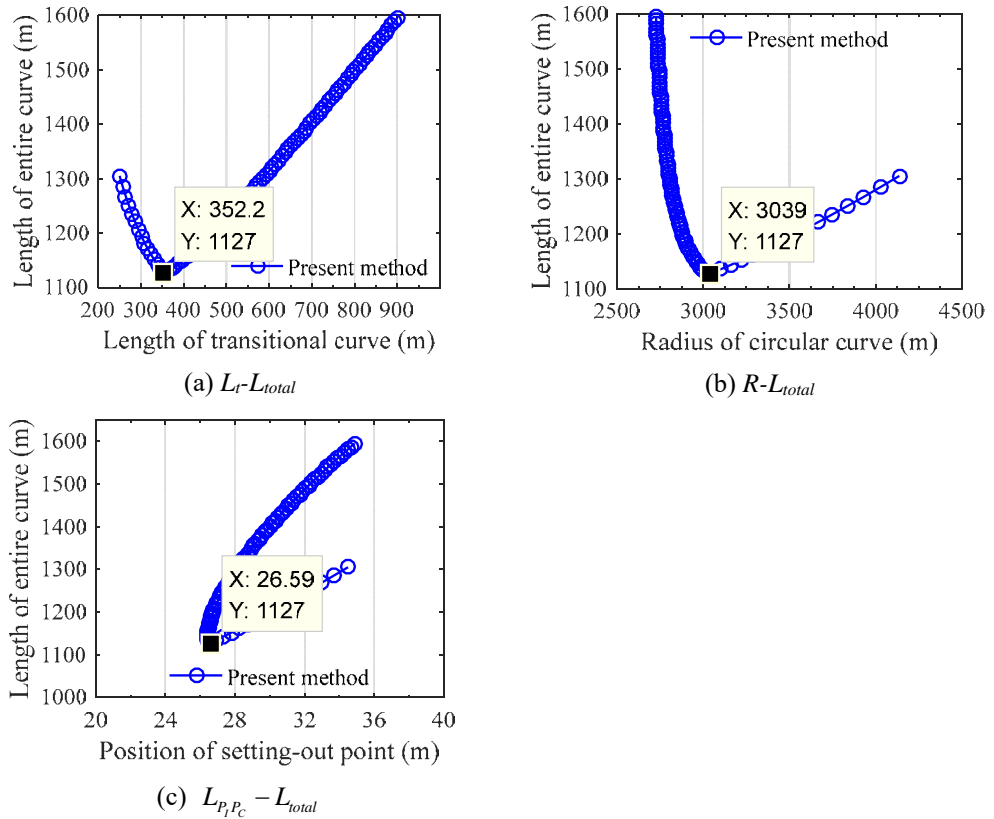 Length of entire curve (m)
1600
1500
1400
1300
1200
1100
X: 352.2
Y: 1127
Present method
200 300 400 500 600 700 800 900
Length of transitional curve (m)
(a) Lt-Ltotal
Length of entire curve (m)
1600
1500
1400
1300
1200
1100
Present method
X: 3039
Y: 1127
2500 3000 3500 4000 4500
Radius of circular curve (m)
(b) R-Ltotal
Length of entire curve (m)
1600
1500
1400
1300
1200
1100
1000
X: 26.59
Y: 1127
Present method
20 24 28 32 36 40
Position of setting-out point (m)
(c) LPIPC − Ltotal